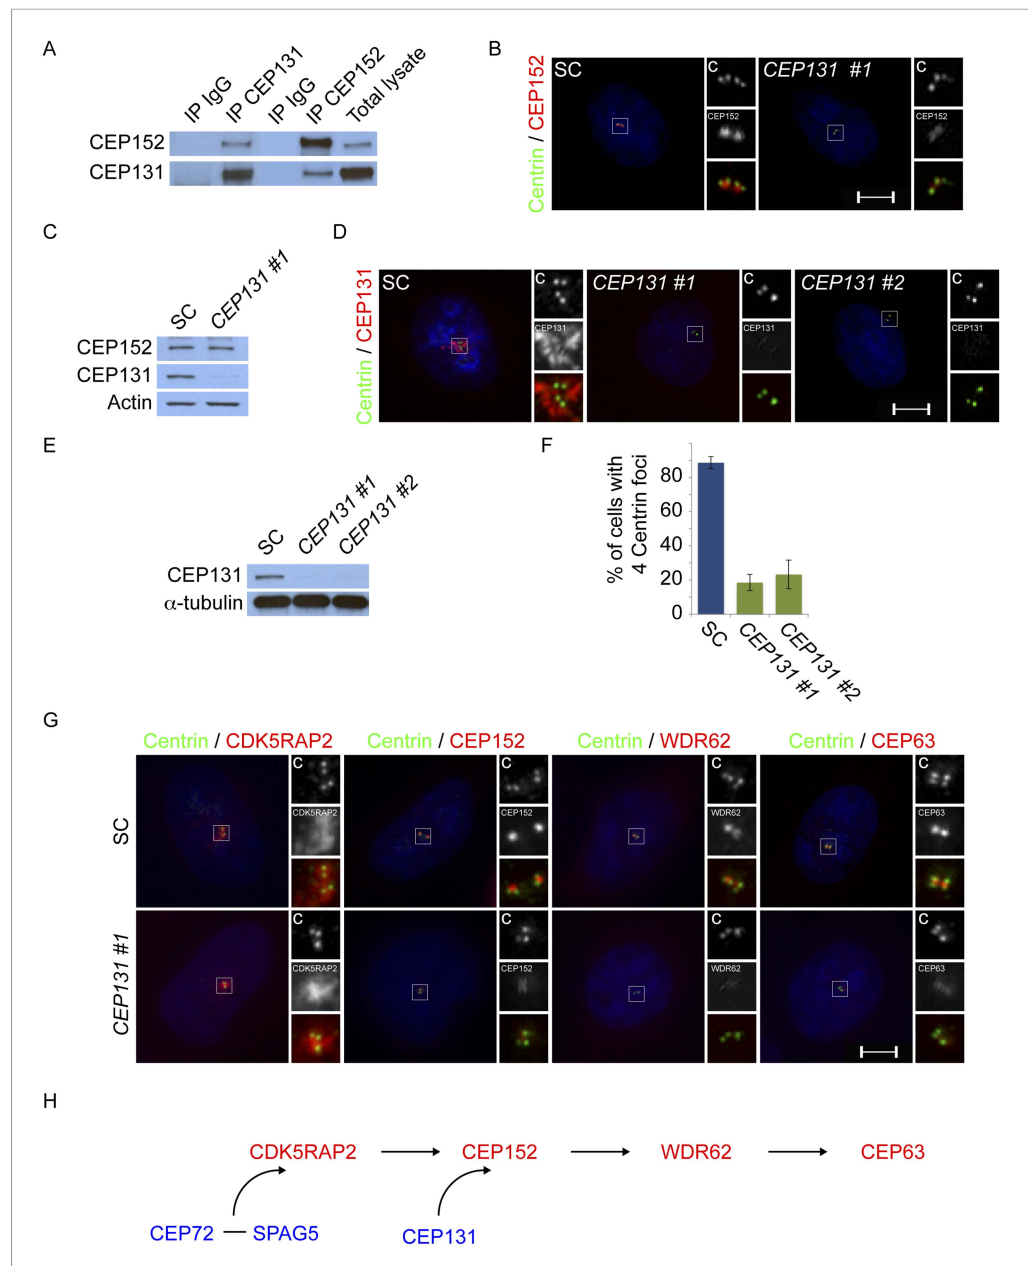 A
IP IgG
IP CEP131
IP IgG
IP CEP152
Total lysate
CEP152
CEP131
B
Centrin / CEP152
SC
C
CEP152
CEP131 #1
C
CEP152
C
SC
CEP131 #1
CEP152
CEP131
Actin
D
Centrin / CEP131
SC
C
CEP131
CEP131 #1
C
CEP131
CEP131 #2
C
CEP131
E
SC
CEP131 #1
CEP131 #2
CEP131
α-tubulin
F
% of cells with
4 Centrin foci
80
60
40
20
0
SC
CEP131 #1
CEP131 #2
G
Centrin / CDK5RAP2
Centrin / CEP152
Centrin / WDR62
Centrin / CEP63
SC
C
CDK5RAP2
C
CEP152
C
WDR62
C
CEP63
CEP131 #1
C
CDK5RAP2
C
CEP152
C
WDR62
C
CEP63
H
CDK5RAP2
CEP152
WDR62
CEP63
CEP72
SPAG5
CEP131